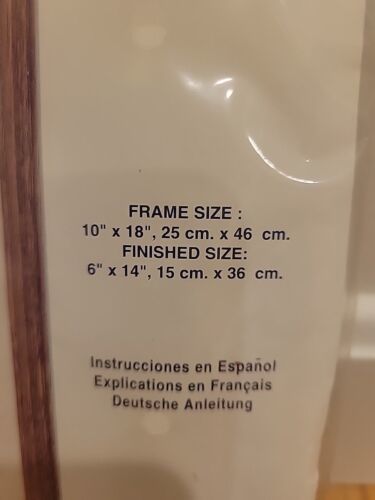 FRAME SIZE :
10" x 18", 25 cm. x 46 cm.
FINISHED SIZE:
6" x 14", 15 cm. x 36 cm.
Instrucciones en Español
Explications en Français
Deutsche Anleitung